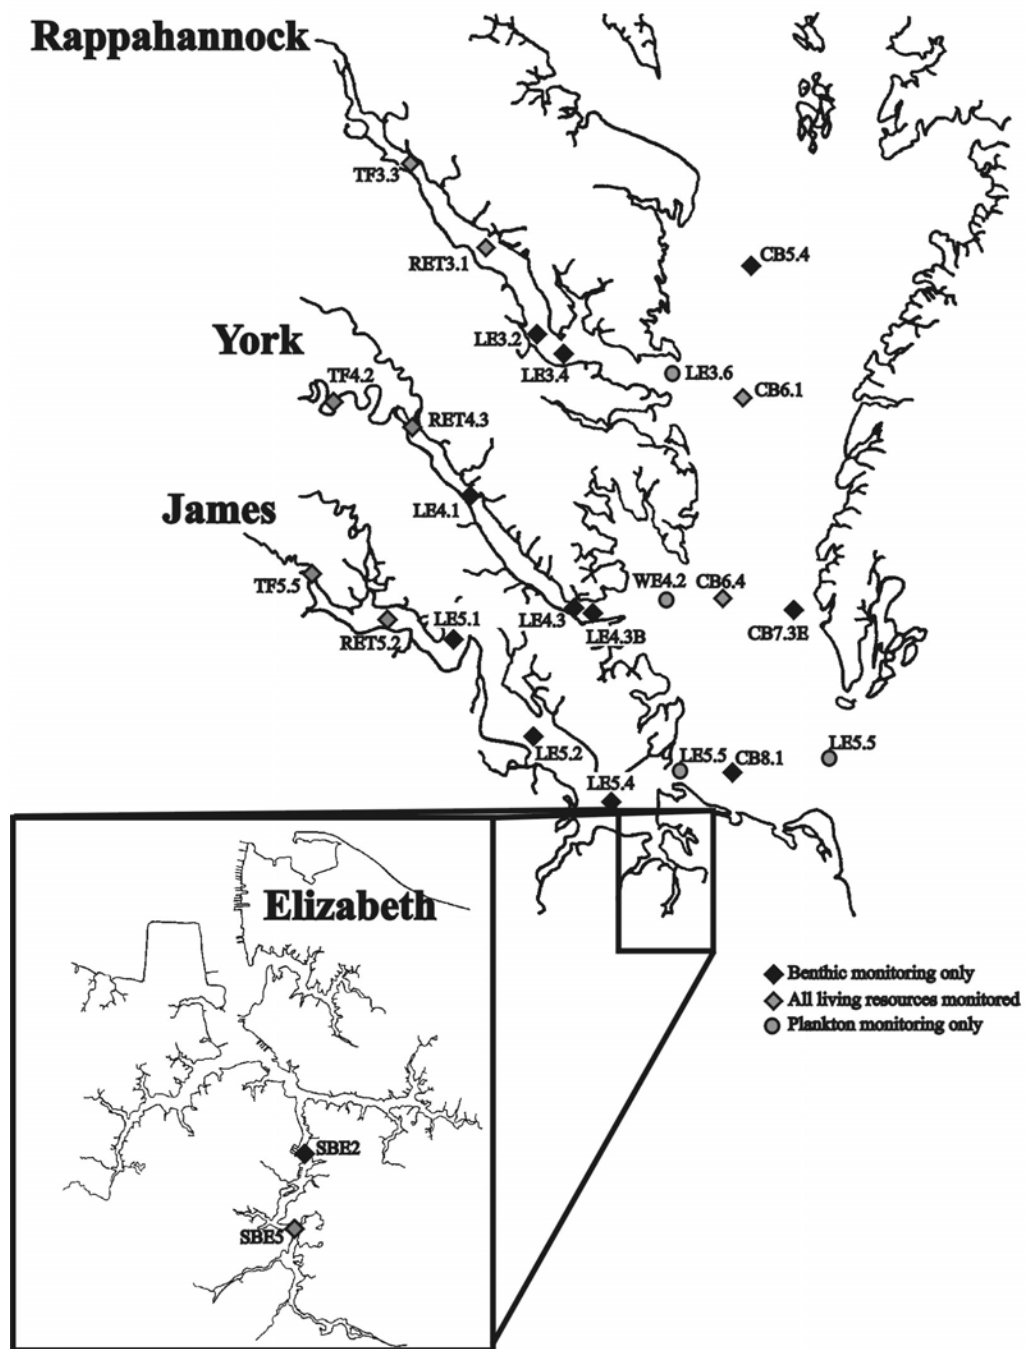 Rappahannock
TF3.3
RET3.1
CB5.4
LE3.2
LE3.4
LE3.6
CB6.1
York
TF4.2
RET4.3
LE4.1
James
TF5.5
RET5.2
LE5.1
LE4.3
LE4.3B
WE4.2
CB6.4
CB7.3E
LE5.2
LE5.5
CB8.1
LE5.5
LE5.4
Elizabeth
SBE2
SBE5
Benthic monitoring only
All living resources monitored
Plankton monitoring only